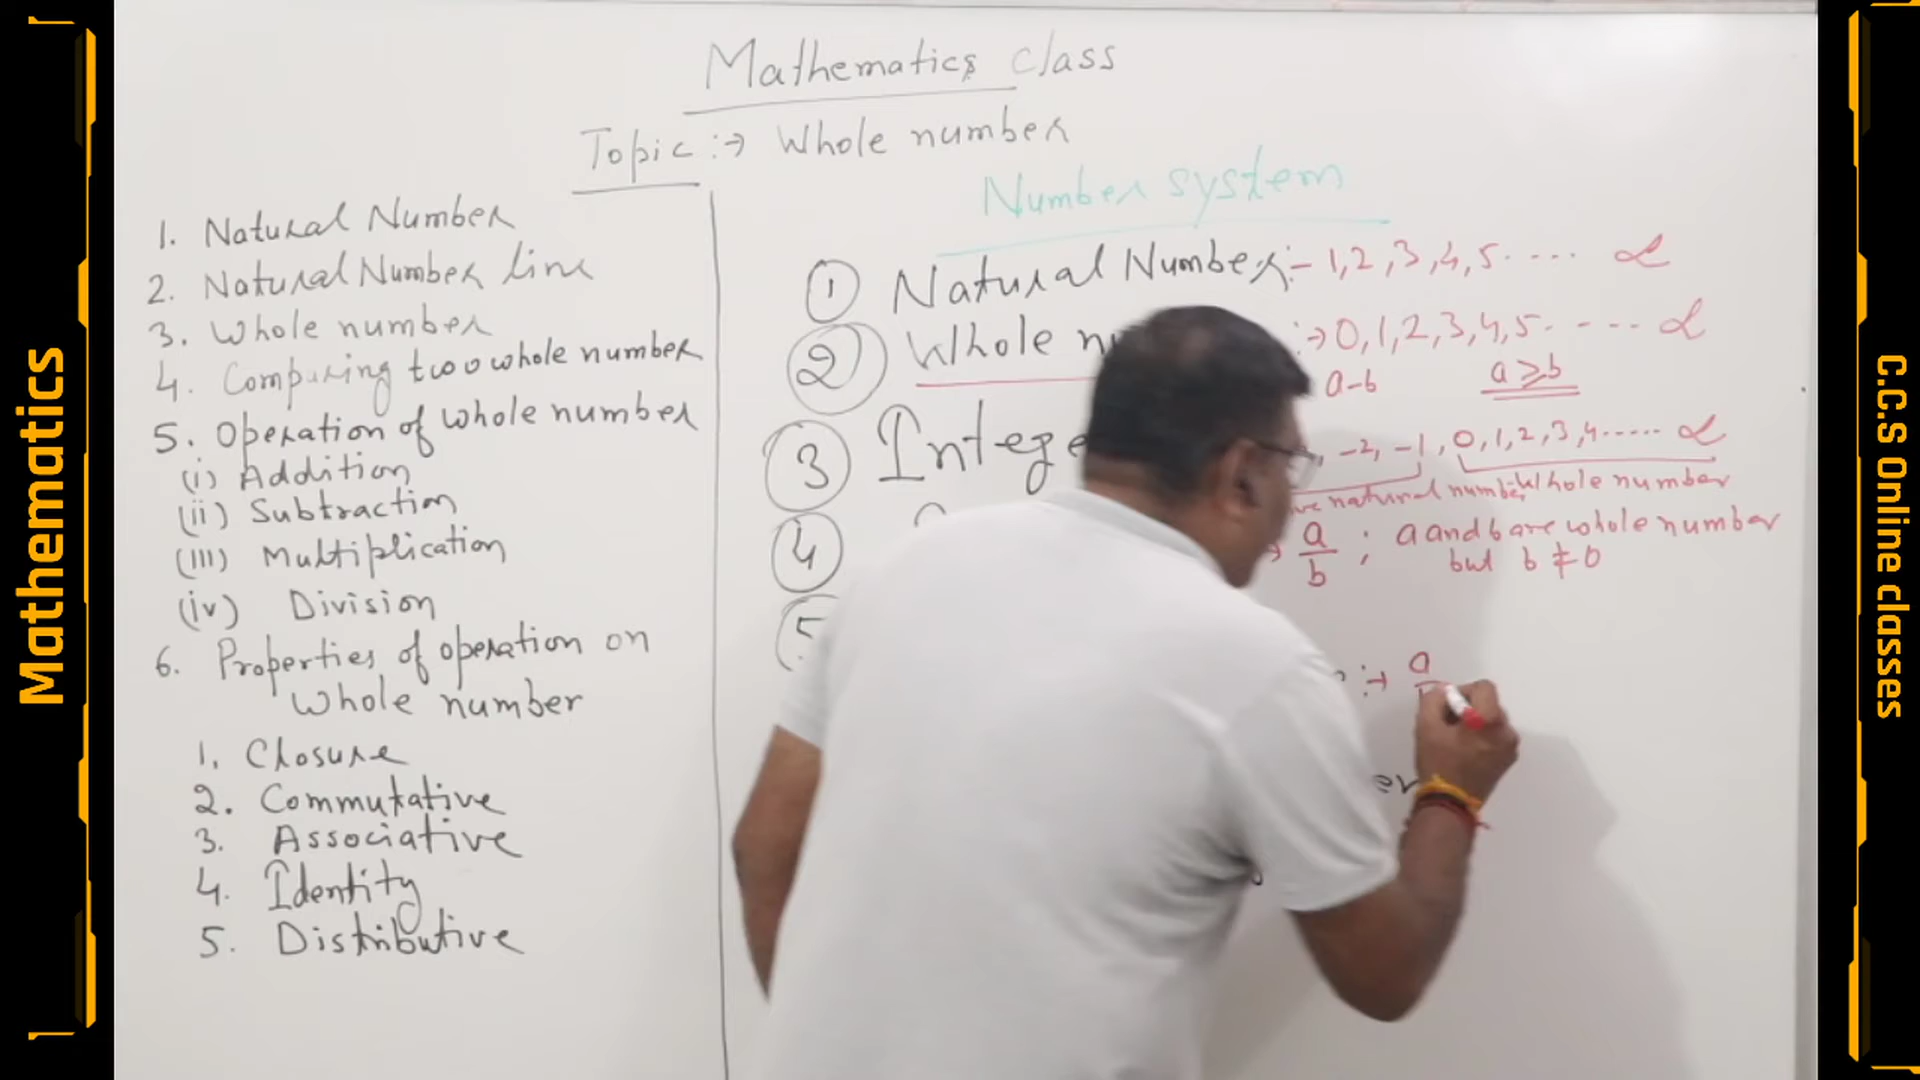 Mathematics
Mathematics Class
Topic :→ Whole number
1. Natural Number
2. Natural Number line
3. Whole number
4. Compuring two whole number
5. Operation of whole number
(i) Addition
(ii) Subtraction
(iii) Multiplication
(iv) Division
6. Properties of operation on
Whole number
1. Closure
2. Commutative
3. Associative
4. Identity
5. Distributive
Number system
① Natural Number:- 1,2,3,4,5..... ∝
② Whole :→ 0,1,2,3,4,5..... ∝
a-b a ≥ b
③ , -2, -1, 0,1,2,3,4..... ∝
natural number Whole number
④ a/b ; a and b are whole number
but b ≠ 0
⑤
:→ a
C.C.S Online classes